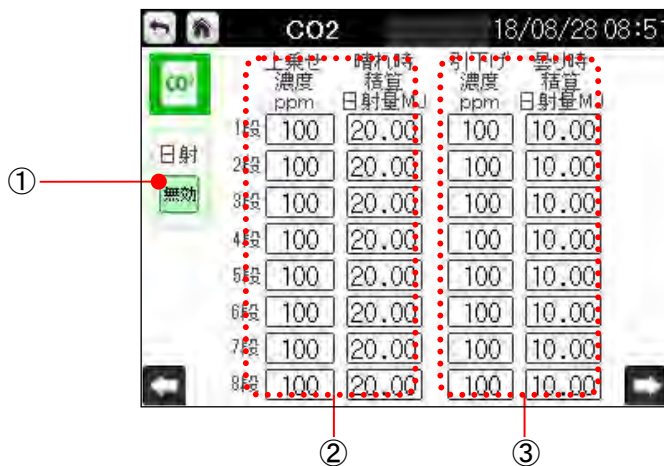 CO2 18/08/28 08:5
上乗せ 晴れ時 引下げ 曇り時
濃度 積算 濃度 積算
ppm 日射量MJ ppm 日射量MJ
CO²
日射
無効
1段 100 20.00 100 10.00
2段 100 20.00 100 10.00
3段 100 20.00 100 10.00
4段 100 20.00 100 10.00
5段 100 20.00 100 10.00
6段 100 20.00 100 10.00
7段 100 20.00 100 10.00
8段 100 20.00 100 10.00
①
② ③